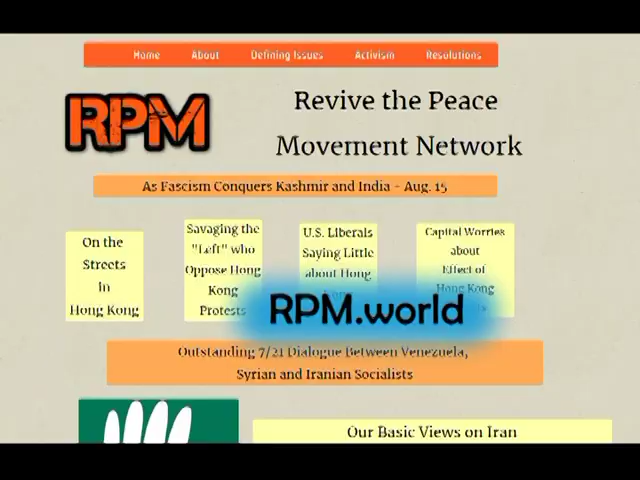 Home About Defining Issues Activism Resolutions
RPM
Revive the Peace
Movement Network
As Fascism Conquers Kashmir and India - Aug. 15
On the
Streets
in
Hong Kong
Savaging the
"Left" who
Oppose Hong
Kong
Protests
U.S. Liberals
Saying Little
about Hong
Capital Worries
about
Effect of
Hong Kong
RPM.world
Outstanding 7/21 Dialogue Between Venezuela,
Syrian and Iranian Socialists
Our Basic Views on Iran